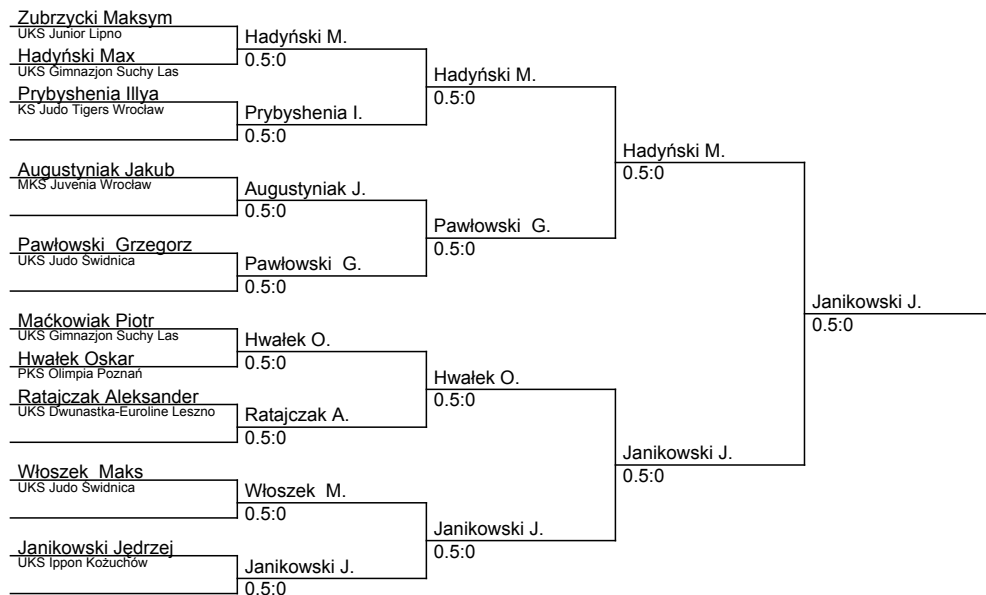 Zubrzycki Maksym
UKS Junior Lipno
Hadyński Max
UKS Gimnazjon Suchy Las
Prybyshenia Illya
KS Judo Tigers Wrocław
Augustyniak Jakub
MKS Juvenia Wrocław
Pawłowski  Grzegorz
UKS Judo Świdnica
Maćkowiak Piotr
UKS Gimnazjon Suchy Las
Hwałek Oskar
PKS Olimpia Poznań
Ratajczak Aleksander
UKS Dwunastka-Euroline Leszno
Włoszek  Maks
UKS Judo Świdnica
Janikowski Jędrzej
UKS Ippon Kożuchów
Hadyński M.
0.5:0
Prybyshenia I.
0.5:0
Augustyniak J.
0.5:0
Pawłowski  G.
0.5:0
Hwałek O.
0.5:0
Ratajczak A.
0.5:0
Włoszek  M.
0.5:0
Janikowski J.
0.5:0
Hadyński M.
0.5:0
Pawłowski  G.
0.5:0
Hwałek O.
0.5:0
Janikowski J.
0.5:0
Hadyński M.
0.5:0
Janikowski J.
0.5:0
Janikowski J.
0.5:0